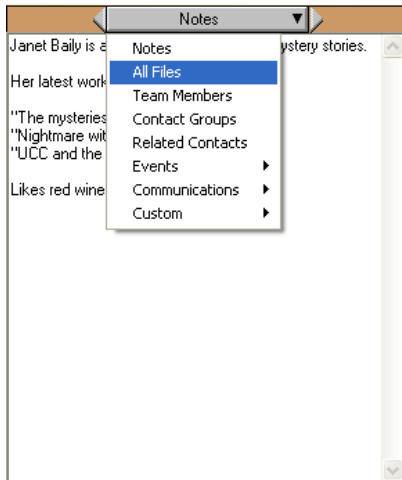 Notes
Janet Baily is a
ystery stories.
Notes
All Files
Her latest work
Team Members
"The mysteries
Contact Groups
"Nightmare wit
Related Contacts
"UCC and the
Events
Likes red wine
Communications
Custom